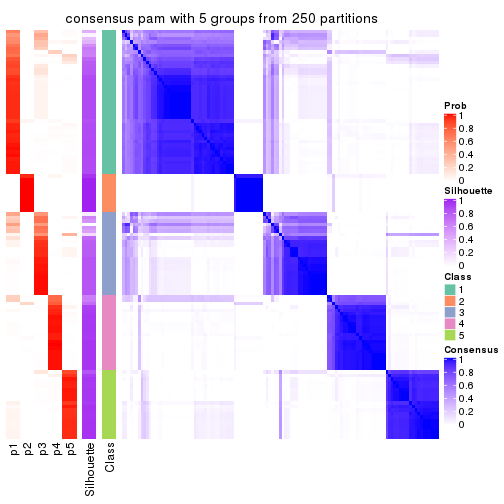 consensus pam with 5 groups from 250 partitions
Prob
1
0.8
0.6
0.4
0.2
0
Silhouette
1
0.8
0.6
0.4
0.2
0
Class
1
2
3
4
5
Consensus
1
0.8
0.6
0.4
0.2
0
p1
p2
p3
p4
p5
Silhouette
Class